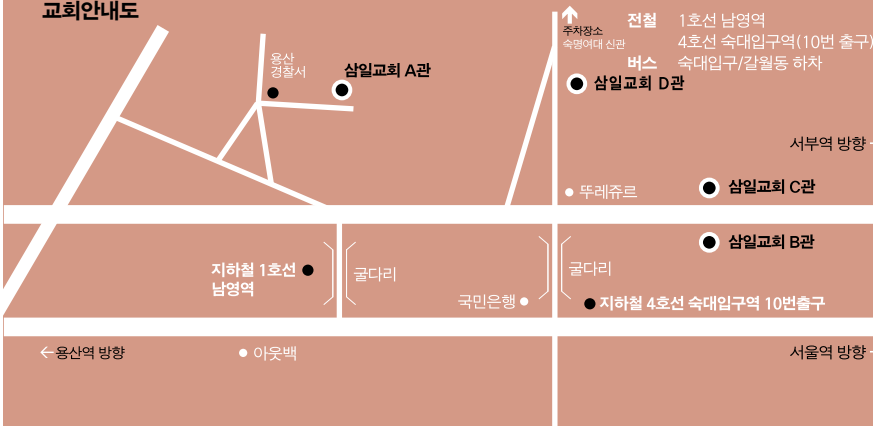 교회안내도
주차장소
숙명여대 신관
전철 1호선 남영역
4호선 숙대입구역(10번 출구)
버스 숙대입구/갈월동 하차
용산
경찰서
삼일교회 A관
삼일교회 D관
서부역 방향
뚜레쥬르
삼일교회 C관
삼일교회 B관
지하철 1호선
남영역
굴다리
굴다리
국민은행
지하철 4호선 숙대입구역 10번출구
←용산역 방향
아웃백
서울역 방향